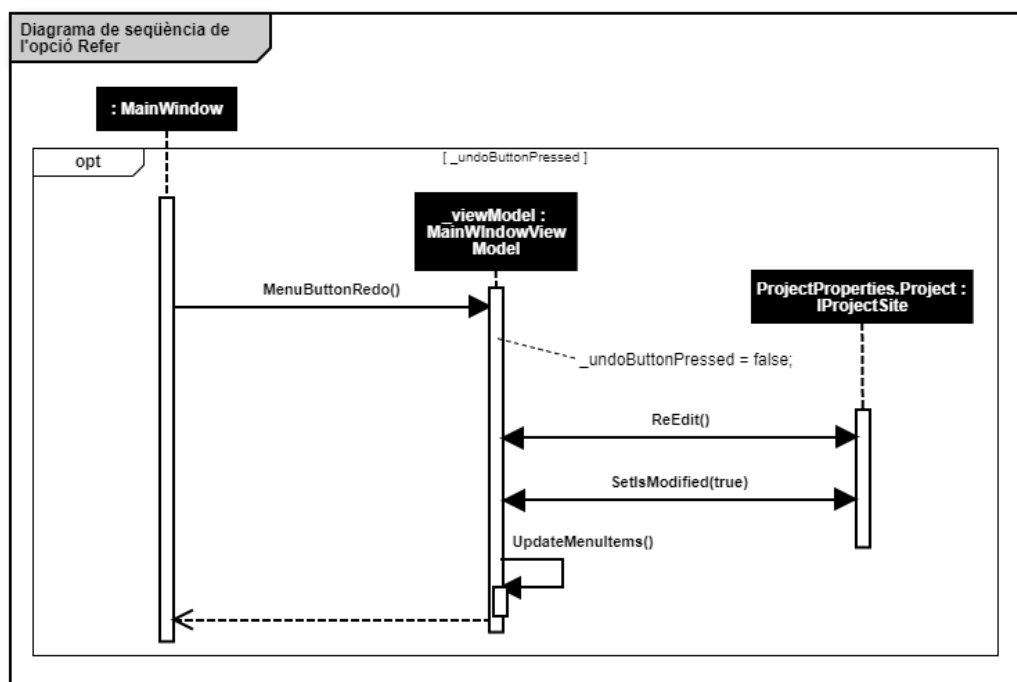 Diagrama de seqüència de
l'opció Refer
: MainWindow
opt
[ _undoButtonPressed ]
_viewModel :
MainWIndowView
Model
MenuButtonRedo()
ProjectProperties.Project :
IProjectSite
_undoButtonPressed = false;
ReEdit()
SetIsModified(true)
UpdateMenuItems()